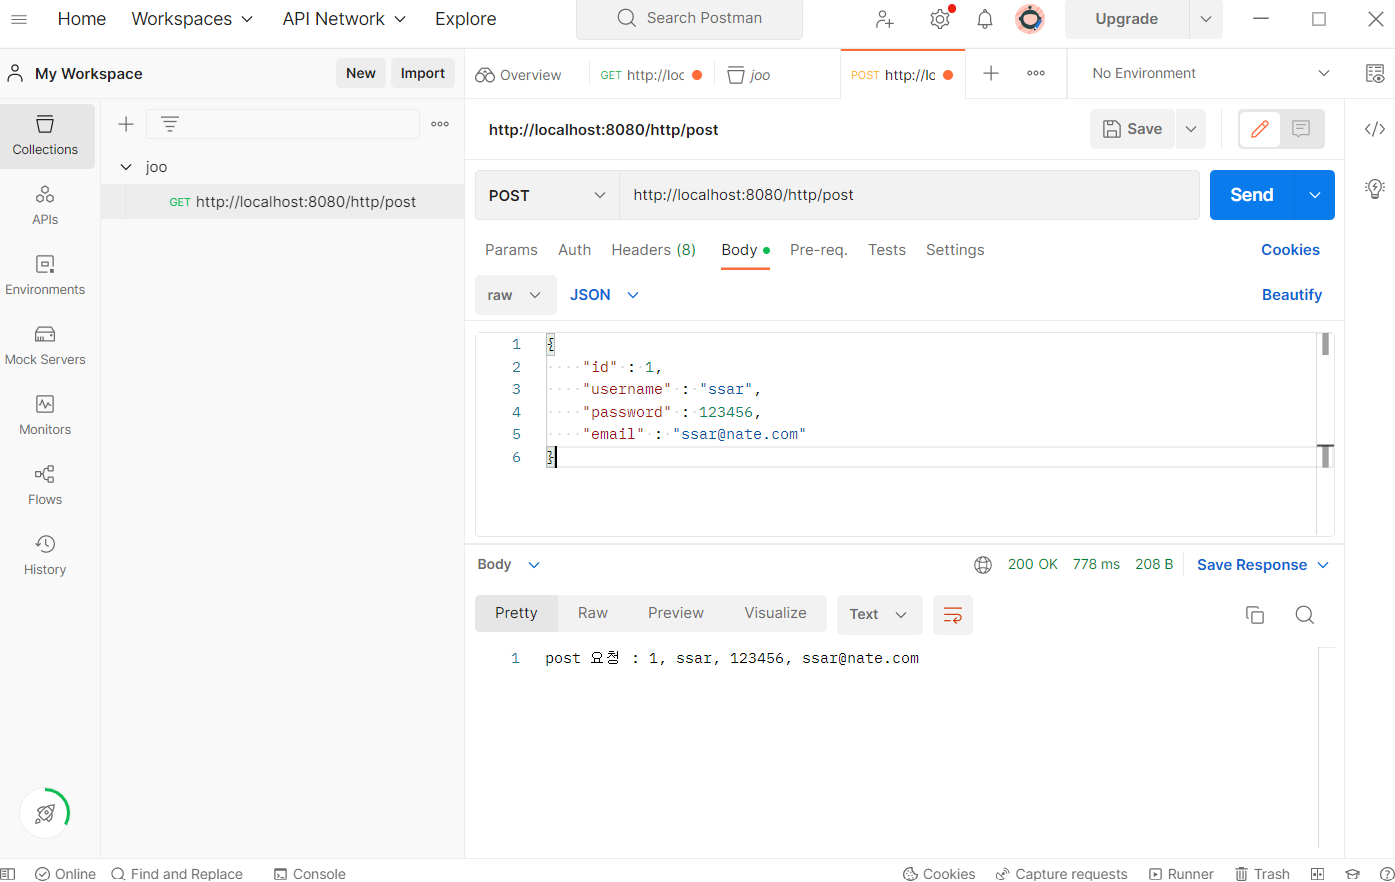 Home Workspaces API Network Explore Search Postman Upgrade
My Workspace New Import Overview GET http://loc joo POST http://lc No Environment
Collections
APIs
Environments
Mock Servers
Monitors
Flows
History
joo
GET http://localhost:8080/http/post
http://localhost:8080/http/post Save
POST http://localhost:8080/http/post Send
Params Auth Headers (8) Body Pre-req. Tests Settings Cookies
raw JSON Beautify
1 {
2 "id" : 1,
3 "username" : "ssar",
4 "password" : 123456,
5 "email" : "ssar@nate.com"
6 }
Body 200 OK 778 ms 208 B Save Response
Pretty Raw Preview Visualize Text
1 post 요청 : 1, ssar, 123456, ssar@nate.com
Online Find and Replace Console Cookies Capture requests Runner Trash